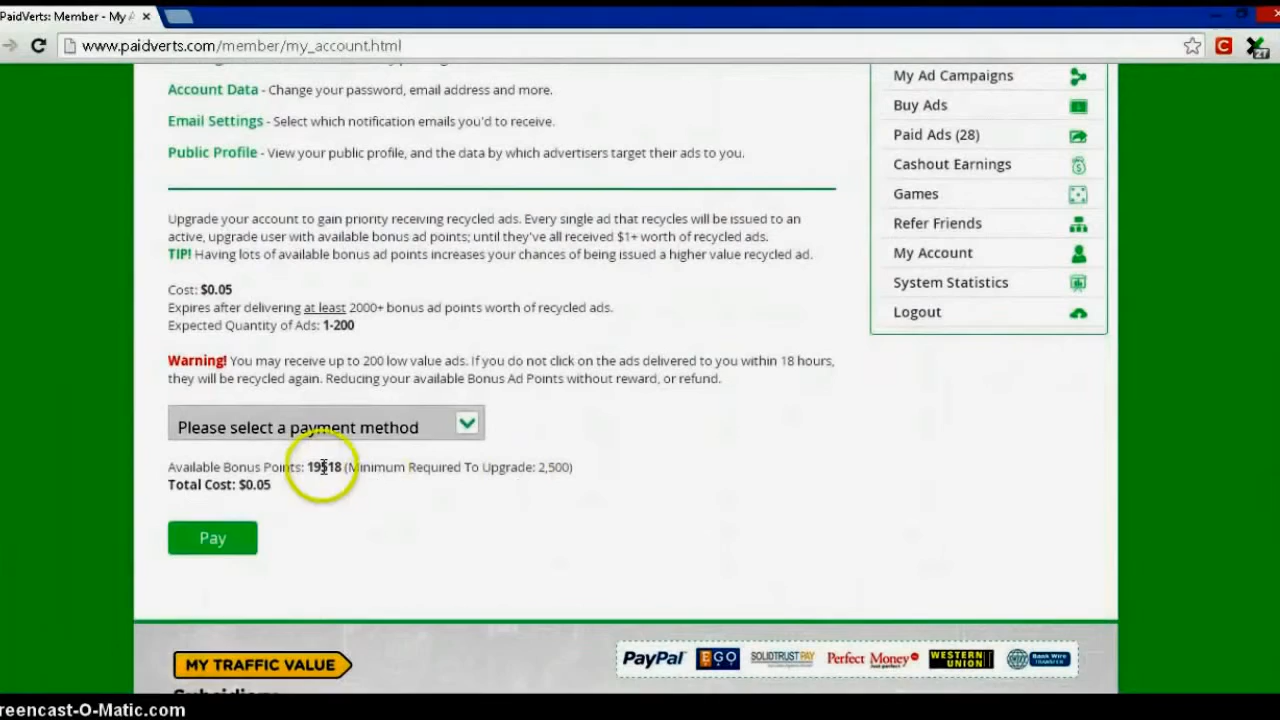 PaidVerts: Member - My A
www.paidverts.com/member/my_account.html
Account Data - Change your password, email address and more.
Email Settings - Select which notification emails you'd to receive.
Public Profile - View your public profile, and the data by which advertisers target their ads to you.
Upgrade your account to gain priority receiving recycled ads. Every single ad that recycles will be issued to an
active, upgrade user with available bonus ad points; until they've all received $1+ worth of recycled ads.
TIP! Having lots of available bonus ad points increases your chances of being issued a higher value recycled ad.
Cost: $0.05
Expires after delivering at least 2000+ bonus ad points worth of recycled ads.
Expected Quantity of Ads: 1-200
Warning! You may receive up to 200 low value ads. If you do not click on the ads delivered to you within 18 hours,
they will be recycled again. Reducing your available Bonus Ad Points without reward, or refund.
Please select a payment method
Available Bonus Points: (Minimum Required To Upgrade: 2,500)
Total Cost: $0.05
Pay
My Ad Campaigns
Buy Ads
Paid Ads (28)
Cashout Earnings
Games
Refer Friends
My Account
System Statistics
Logout
MY TRAFFIC VALUE
PayPal EGO SOLIDTRUSTPAY Perfect Money WESTERN UNION Bank Wire TRANSFER
reencast-O-Matic.com